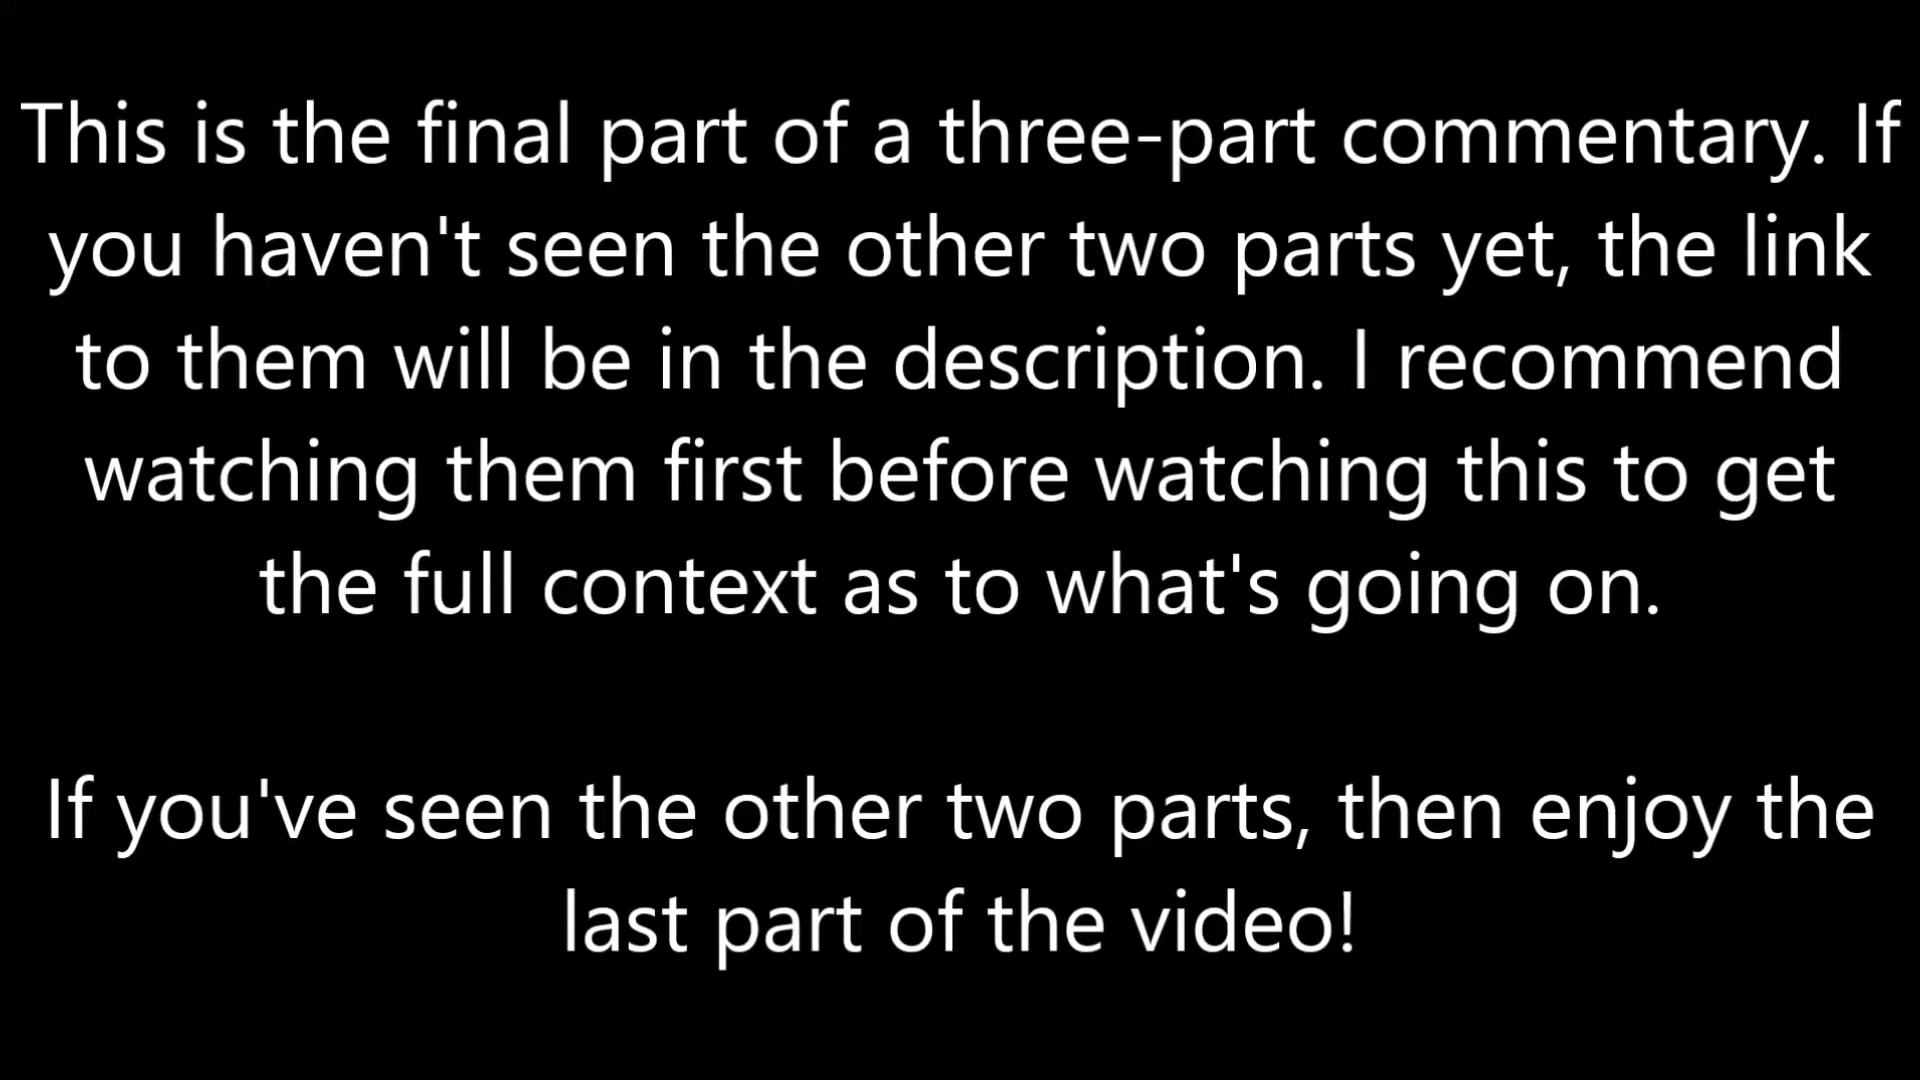 This is the final part of a three-part commentary. If
you haven't seen the other two parts yet, the link
to them will be in the description. I recommend
watching them first before watching this to get
the full context as to what's going on.
If you've seen the other two parts, then enjoy the
last part of the video!